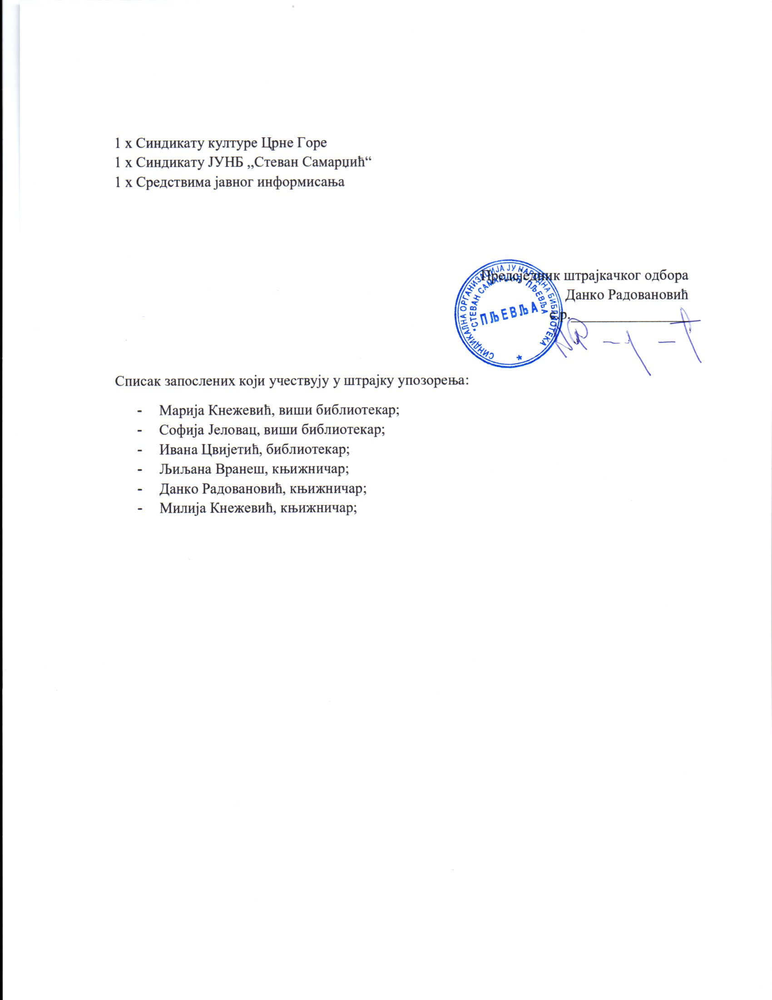 1 x Синдикату културе Црне Горе
1 x Синдикату ЈУНБ ,,Стеван Самарџић“
1 x Средствима јавног информисања
Предсједник штрајкачког одбора
Данко Радовановић
с.р.
СИНДИКАЛНА ОРГАНИЗАЦИЈА ЈУ НАРОДНА БИБЛИОТЕКА
"СТЕВАН САМАРЏИЋ" ПЉЕВЉА
ПЉЕВЉА
Списак запослених који учествују у штрајку упозорења:
- Марија Кнежевић, виши библиотекар;
- Софија Јеловац, виши библиотекар;
- Ивана Цвијетић, библиотекар;
- Љиљана Вранеш, књижничар;
- Данко Радовановић, књижничар;
- Милија Кнежевић, књижничар;